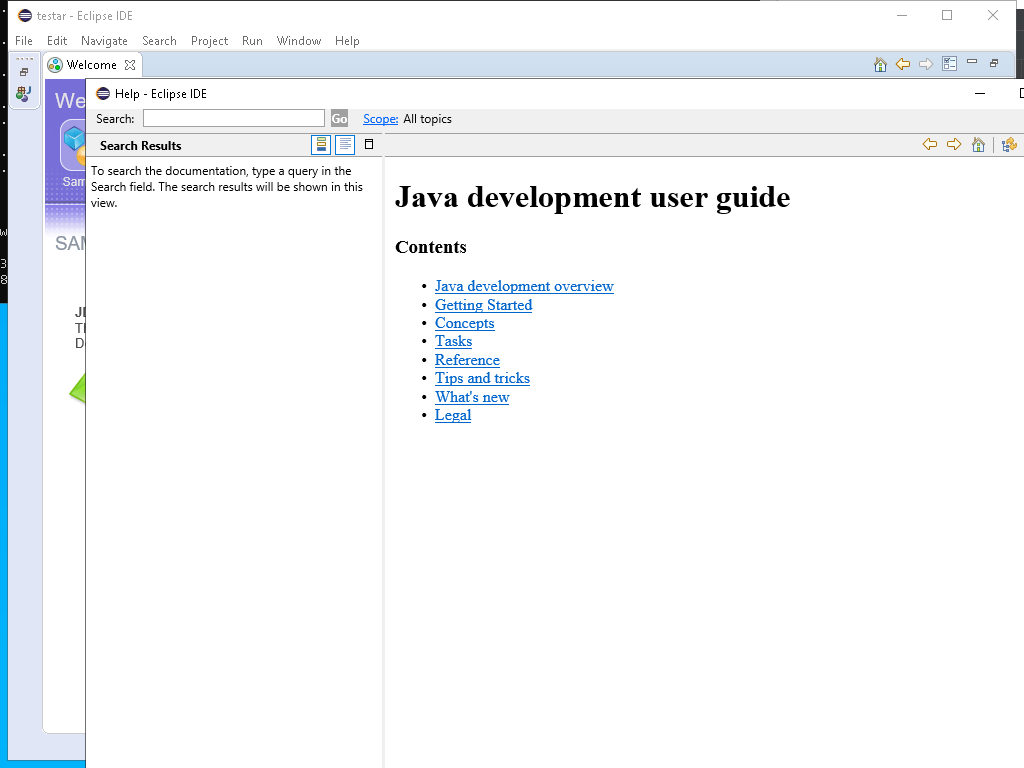 testar - Eclipse IDE
File Edit Navigate Search Project Run Window Help
Welcome
Help - Eclipse IDE
Search: Go Scope: All topics
Search Results
To search the documentation, type a query in the
Search field. The search results will be shown in this
view.
Java development user guide
Contents
• Java development overview
• Getting Started
• Concepts
• Tasks
• Reference
• Tips and tricks
• What's new
• Legal
We
Sam
SAM
W
3
8